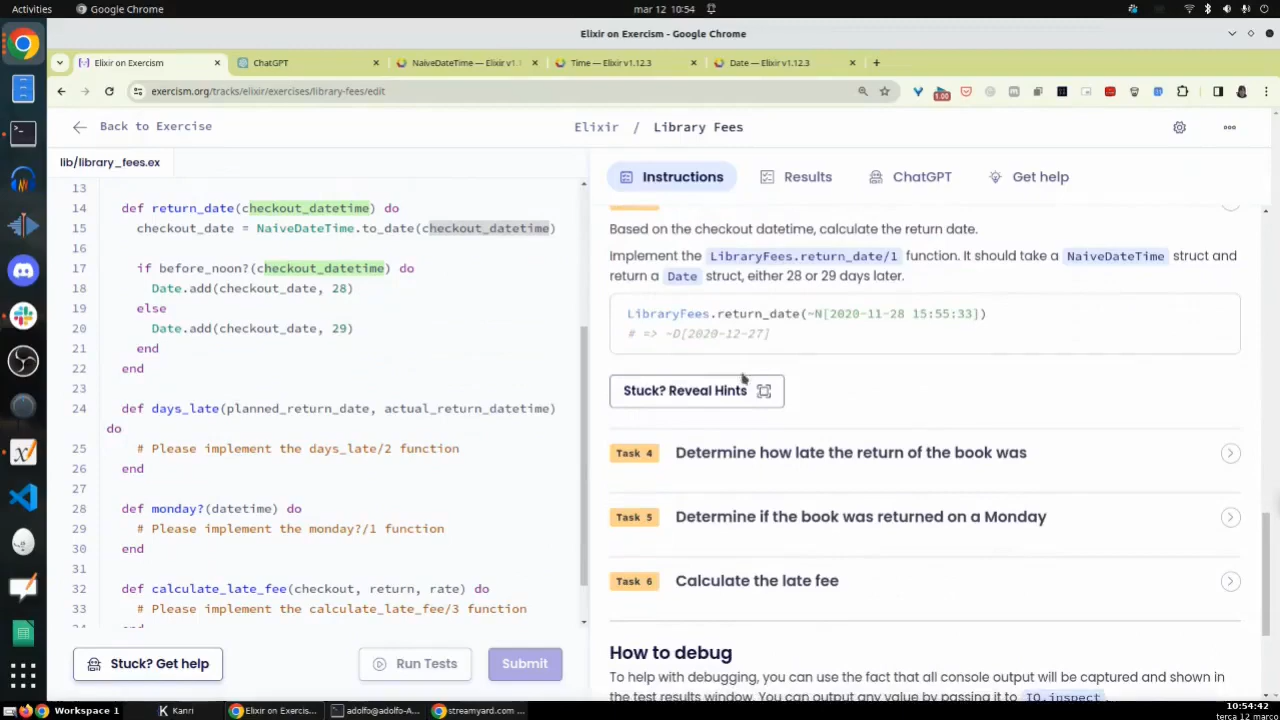 Activities
Google Chrome
mar 12 10:54
Elixir on Exercism - Google Chrome
Elixir on Exercism
ChatGPT
NaiveDateTime — Elixir v1.
Time — Elixir v1.12.3
Date — Elixir v1.12.3
exercism.org/tracks/elixir/exercises/library-fees/edit
1.00
Back to Exercise
Elixir / Library Fees
lib/library_fees.ex
13
14 def return_date(checkout_datetime) do
15 checkout_date = NaiveDateTime.to_date(checkout_datetime)
16
17 if before_noon?(checkout_datetime) do
18 Date.add(checkout_date, 28)
19 else
20 Date.add(checkout_date, 29)
21 end
22 end
23
24 def days_late(planned_return_date, actual_return_datetime)
do
25 # Please implement the days_late/2 function
26 end
27
28 def monday?(datetime) do
29 # Please implement the monday?/1 function
30 end
31
32 def calculate_late_fee(checkout, return, rate) do
33 # Please implement the calculate_late_fee/3 function
Stuck? Get help
Run Tests
Submit
Instructions
Results
ChatGPT
Get help
Based on the checkout datetime, calculate the return date.
Implement the LibraryFees.return_date/1 function. It should take a NaiveDateTime struct and
return a Date struct, either 28 or 29 days later.
LibraryFees.return_date(~N[2020-11-28 15:55:33])
# => ~D[2020-12-27]
Stuck? Reveal Hints
Task 4 Determine how late the return of the book was
Task 5 Determine if the book was returned on a Monday
Task 6 Calculate the late fee
How to debug
To help with debugging, you can use the fact that all console output will be captured and shown in
the test results window. You can output any value by passing it to IO.inspect
Workspace 1
Kanri
Elixir on Exercis...
adolfo@adolfo-A...
streamyard.com ...
10:54:42
terça 12 março